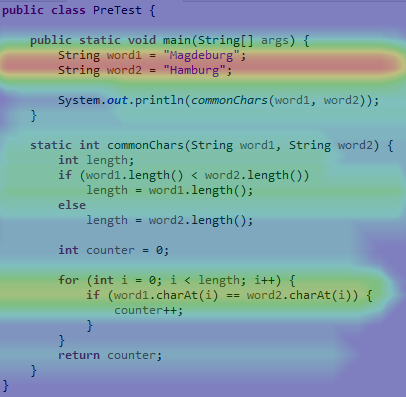 public class PreTest {
public static void main(String[] args) {
String word1 = "Magdeburg";
String word2 = "Hamburg";
System.out.println(commonChars(word1, word2));
}
static int commonChars(String word1, String word2) {
int length;
if (word1.length() < word2.length())
length = word1.length();
else
length = word2.length();
int counter = 0;
for (int i = 0; i < length; i++) {
if (word1.charAt(i) == word2.charAt(i)) {
counter++;
}
}
return counter;
}
}